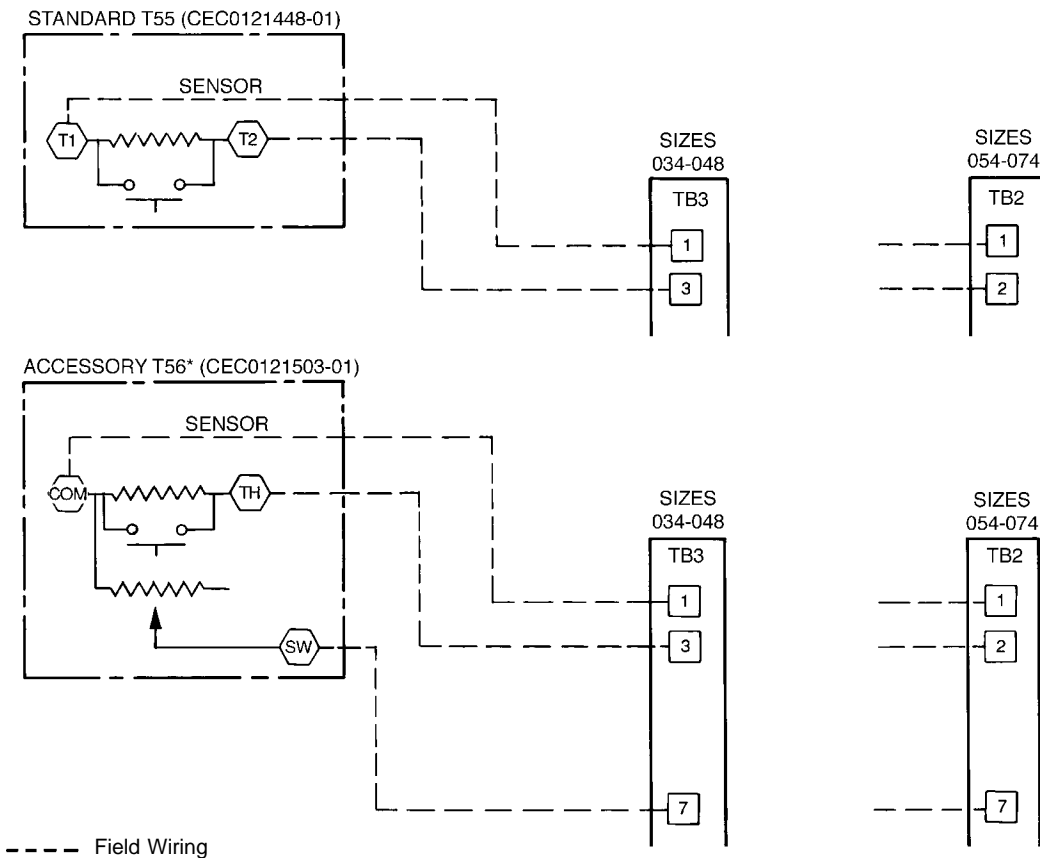 STANDARD T55 (CEC0121448-01)
SENSOR
T1
T2
SIZES
034-048
TB3
1
3
SIZES
054-074
TB2
1
2
ACCESSORY T56* (CEC0121503-01)
SENSOR
COM
TH
SW
SIZES
034-048
TB3
1
3
7
SIZES
054-074
TB2
1
2
7
Field Wiring